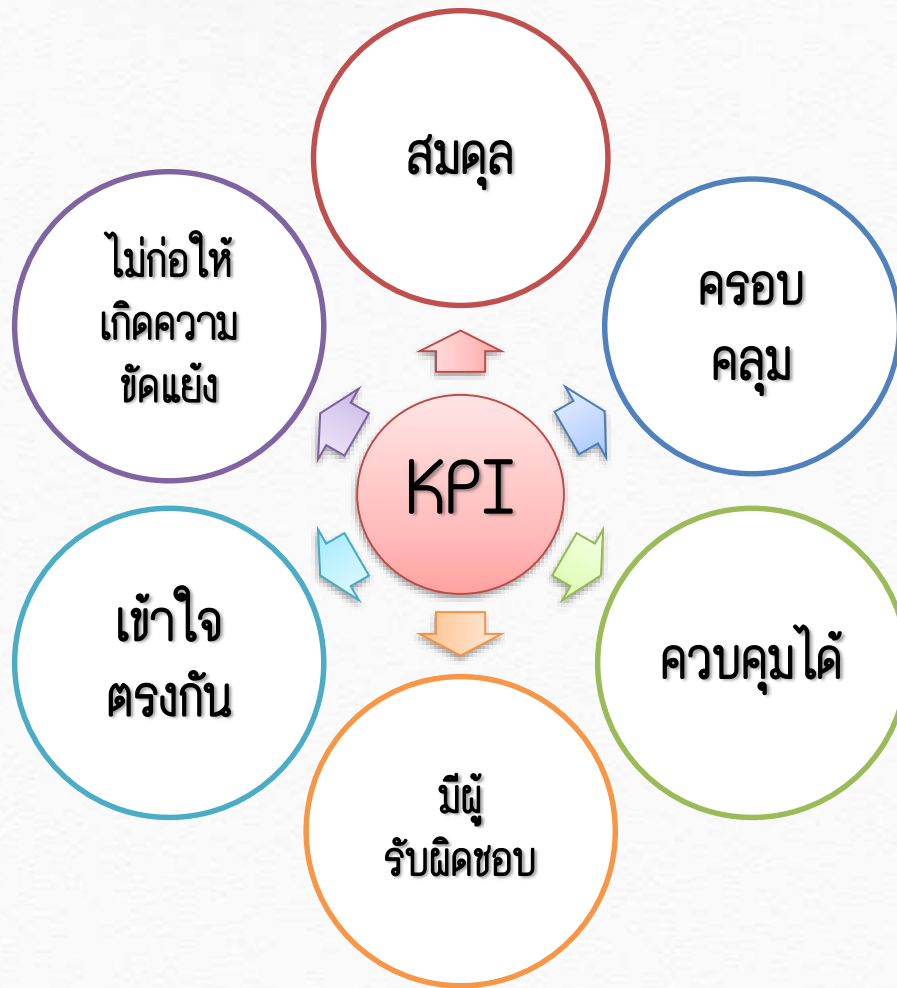 สมดุล
ครอบ
คลุม
ควบคุมได้
มีผู้
รับผิดชอบ
เข้าใจ
ตรงกัน
ไม่ก่อให้
เกิดความ
ขัดแย้ง
KPI